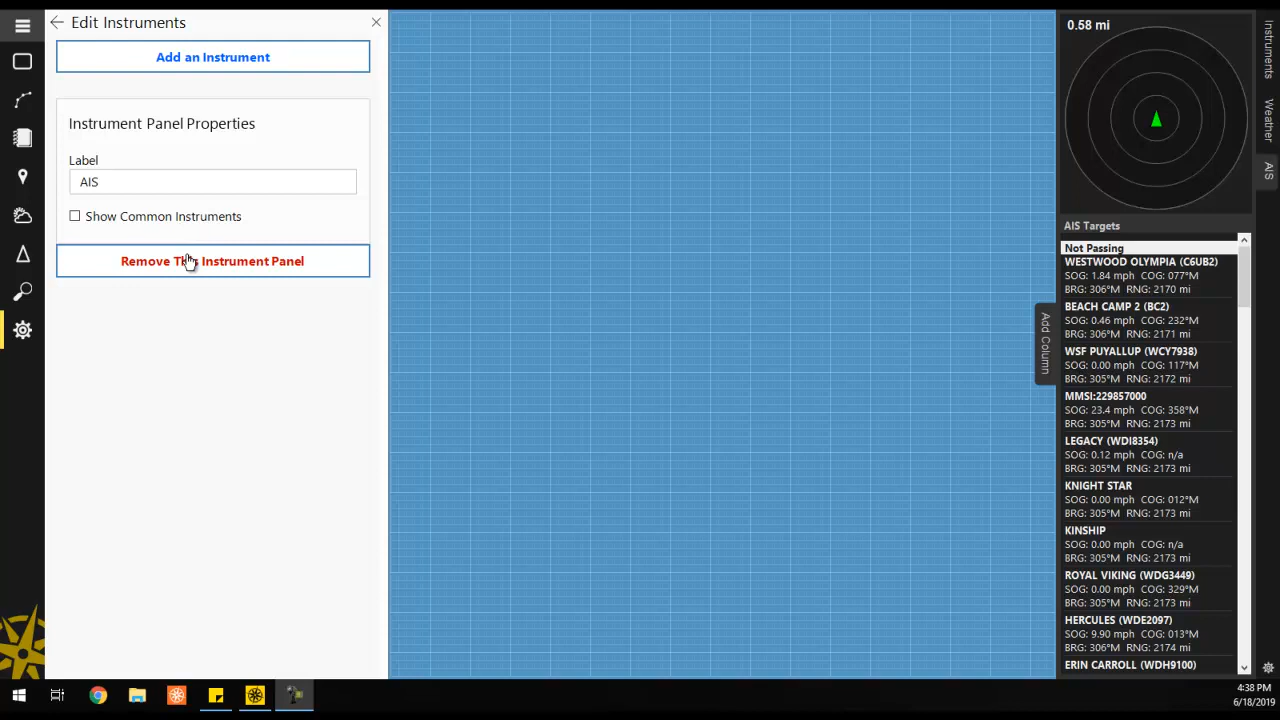 Edit Instruments
Add an Instrument
Instrument Panel Properties
Label
AIS
Show Common Instruments
Remove This Instrument Panel
Add Column
0.58 mi
AIS Targets
Not Passing
WESTWOOD OLYMPIA (C6UB2)
SOG: 1.84 mph COG: 077°M
BRG: 306°M RNG: 2170 mi
BEACH CAMP 2 (BC2)
SOG: 0.46 mph COG: 232°M
BRG: 306°M RNG: 2171 mi
WSF PUYALLUP (WCY7938)
SOG: 0.00 mph COG: 117°M
BRG: 305°M RNG: 2172 mi
MMSI:229857000
SOG: 23.4 mph COG: 358°M
BRG: 305°M RNG: 2173 mi
LEGACY (WDI8354)
SOG: 0.12 mph COG: n/a
BRG: 305°M RNG: 2173 mi
KNIGHT STAR
SOG: 0.00 mph COG: 012°M
BRG: 305°M RNG: 2173 mi
KINSHIP
SOG: 0.00 mph COG: n/a
BRG: 305°M RNG: 2173 mi
ROYAL VIKING (WDG3449)
SOG: 0.00 mph COG: 329°M
BRG: 305°M RNG: 2173 mi
HERCULES (WDE2097)
SOG: 9.90 mph COG: 013°M
BRG: 306°M RNG: 2174 mi
ERIN CARROLL (WDH9100)
Instruments
Weather
AIS
4:38 PM
6/18/2019